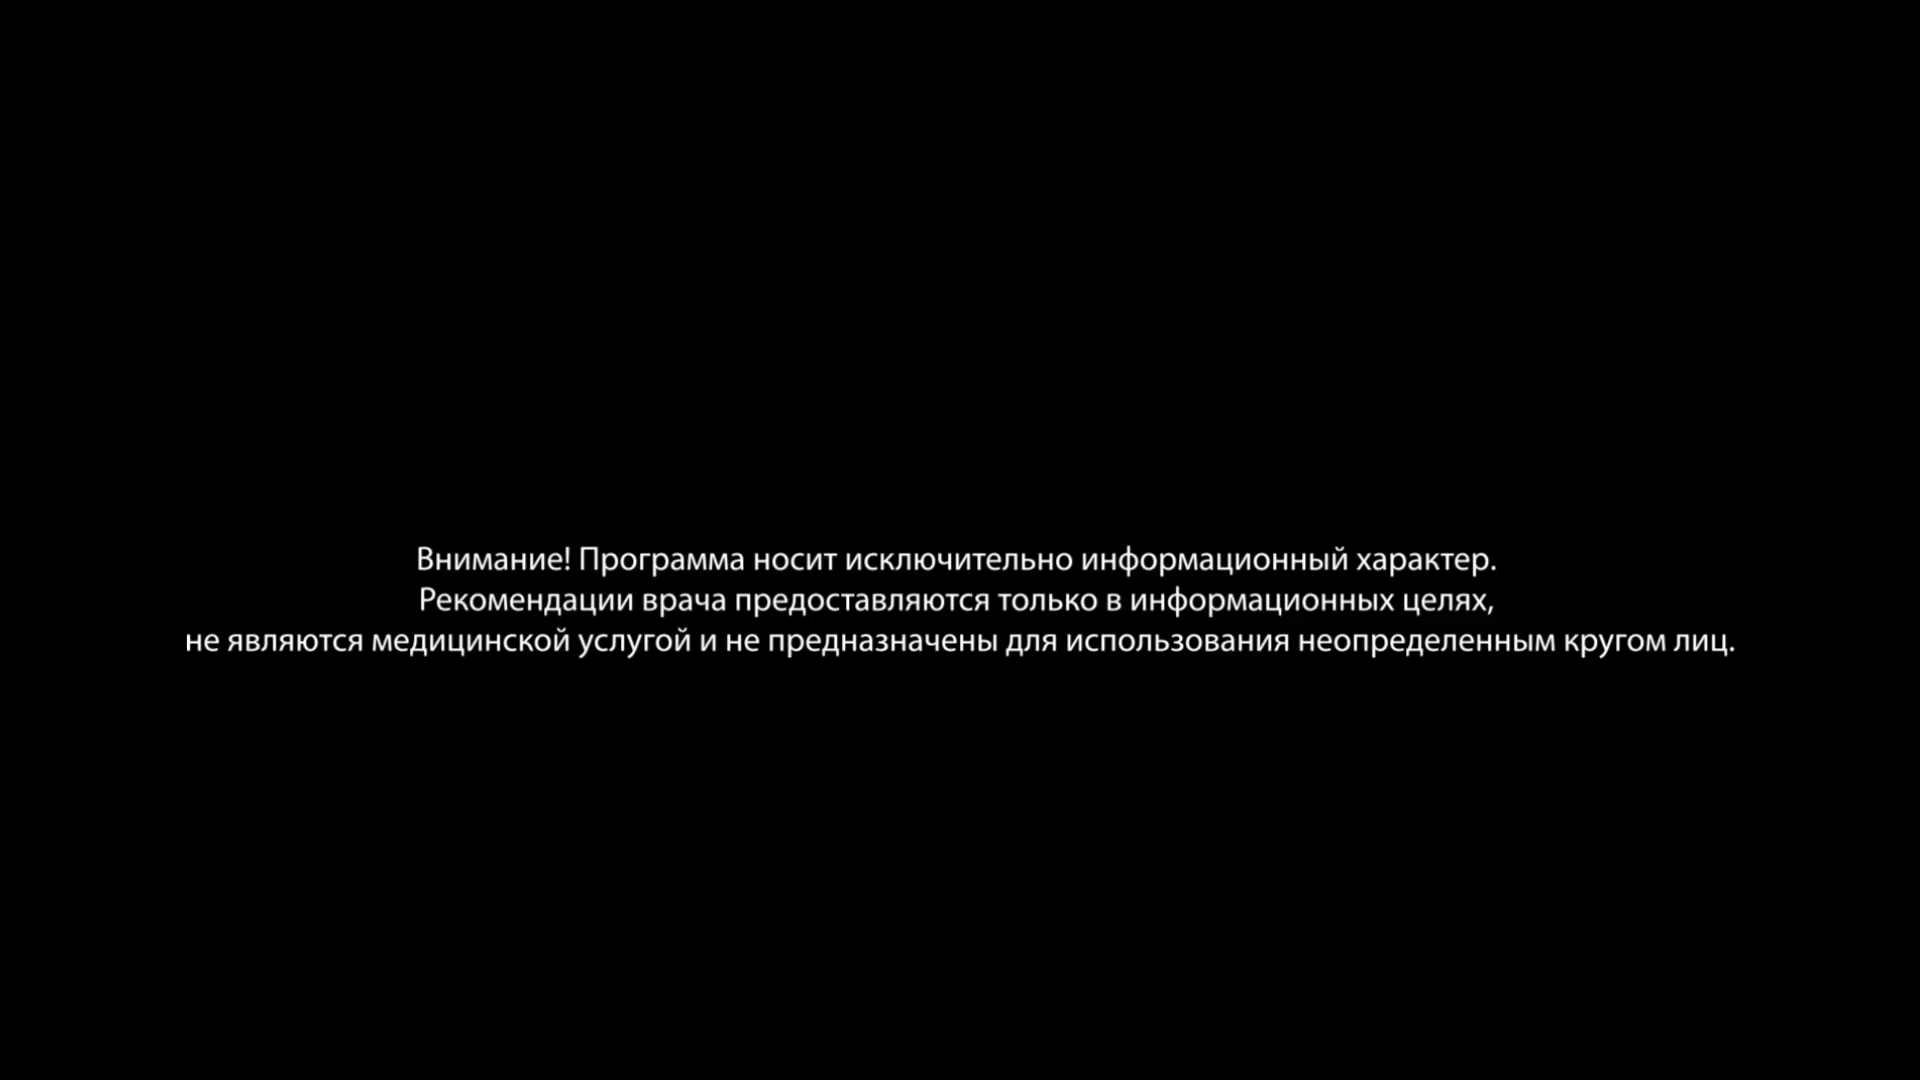 Внимание! Программа носит исключительно информационный характер.
Рекомендации врача предоставляются только в информационных целях,
не являются медицинской услугой и не предназначены для использования неопределенным кругом лиц.